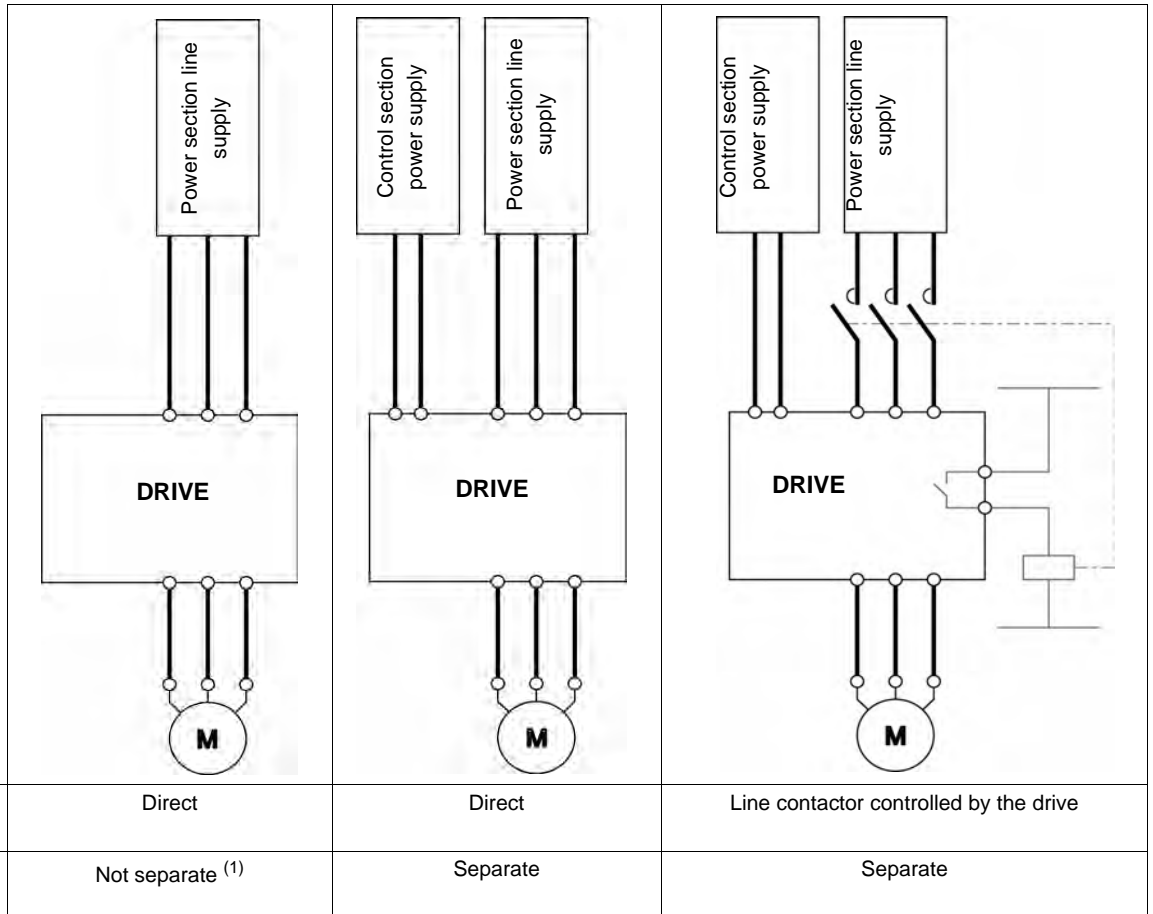 Power section line
supply
Control section
power supply
Power section line
supply
Control section
power supply
Power section line
supply
DRIVE
DRIVE
DRIVE
M
M
M
Direct
Direct
Line contactor controlled by the drive
Not separate (1)
Separate
Separate